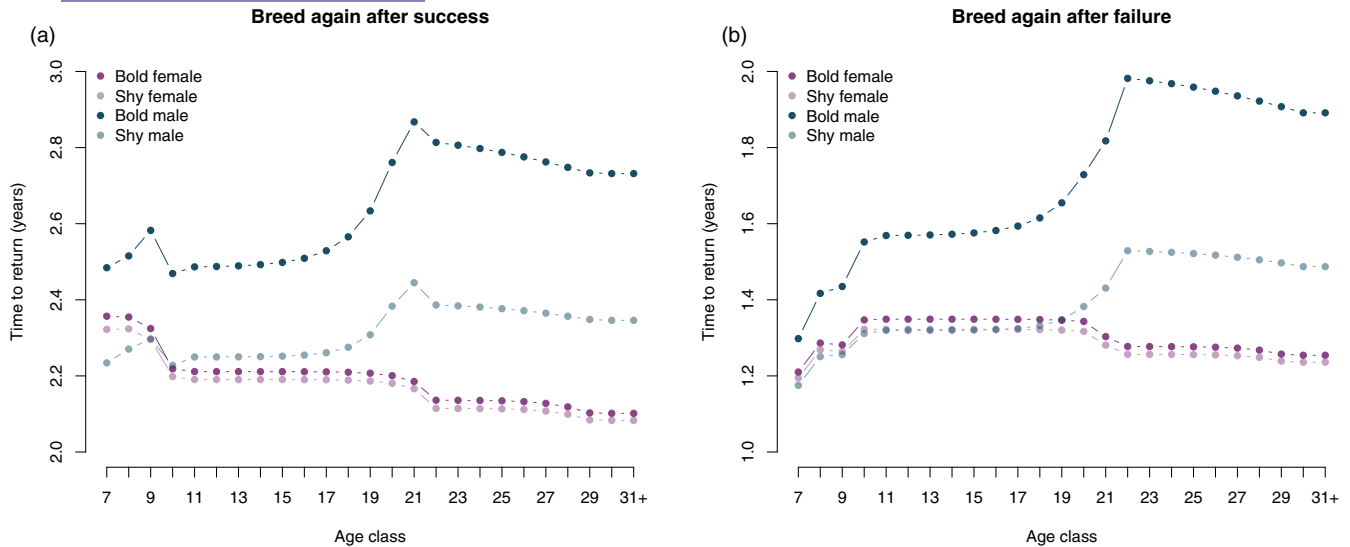 Breed again after success
(a)
Bold female
Shy female
Bold male
Shy male
Time to return (years)
3.0
2.8
2.6
2.4
2.2
2.0
7 9 11 13 15 17 19 21 23 25 27 29 31+
Age class
Breed again after failure
(b)
Bold female
Shy female
Bold male
Shy male
Time to return (years)
2.0
1.8
1.6
1.4
1.2
1.0
7 9 11 13 15 17 19 21 23 25 27 29 31+
Age class